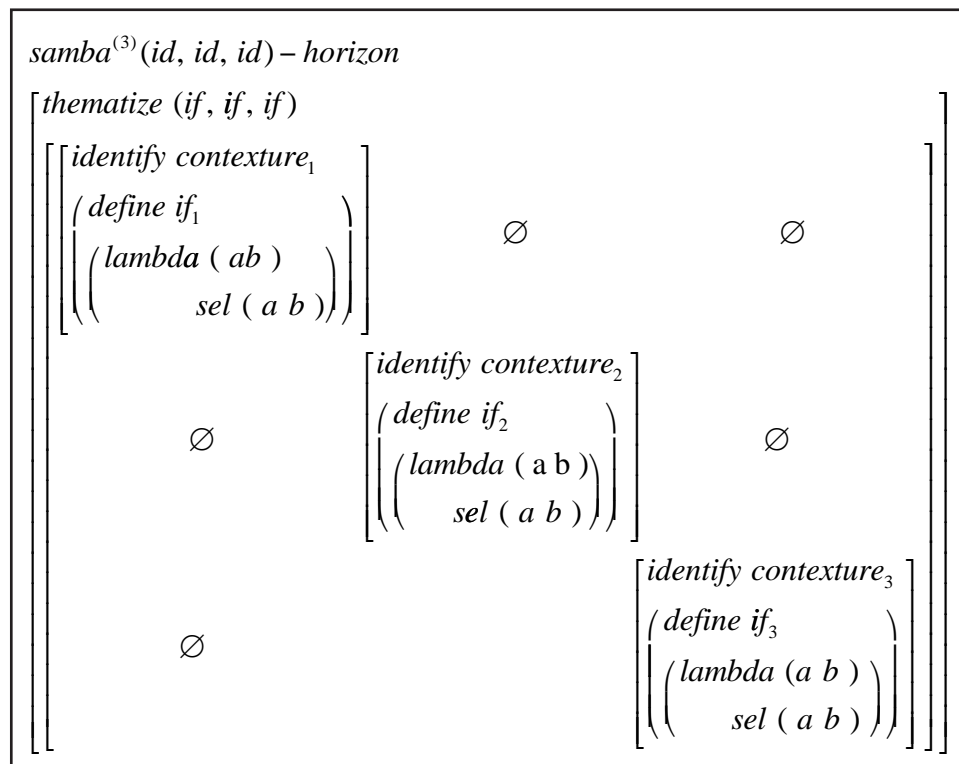 samba⁽³⁾(id, id, id) – horizon
thematize (if, if, if)
identify contexture₁
define if₁
lambda ( ab )
∅ ∅
sel ( a b )
identify contexture₂
define if₂
∅ ∅
lambda ( a b )
sel ( a b )
identify contexture₃
define if₃
∅
lambda (a b )
sel ( a b )